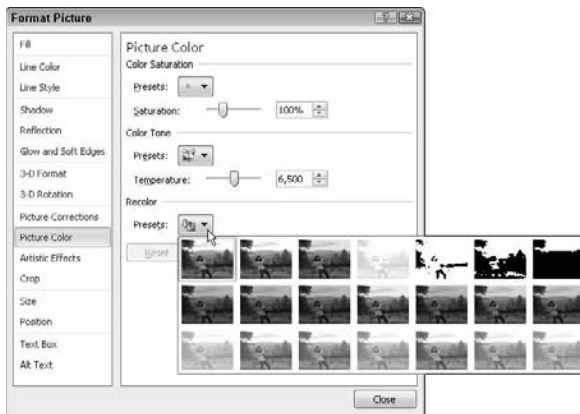 Format Picture
Fill
Line Color
Line Style
Shadow
Reflection
Glow and Soft Edges
3-D Format
3-D Rotation
Picture Corrections
Picture Color
Artistic Effects
Crop
Size
Position
Text Box
Alt Text
Picture Color
Color Saturation
Presets:
Saturation: 100%
Color Tone
Presets:
Temperature: 6,500
Recolor
Presets:
Reset
Close